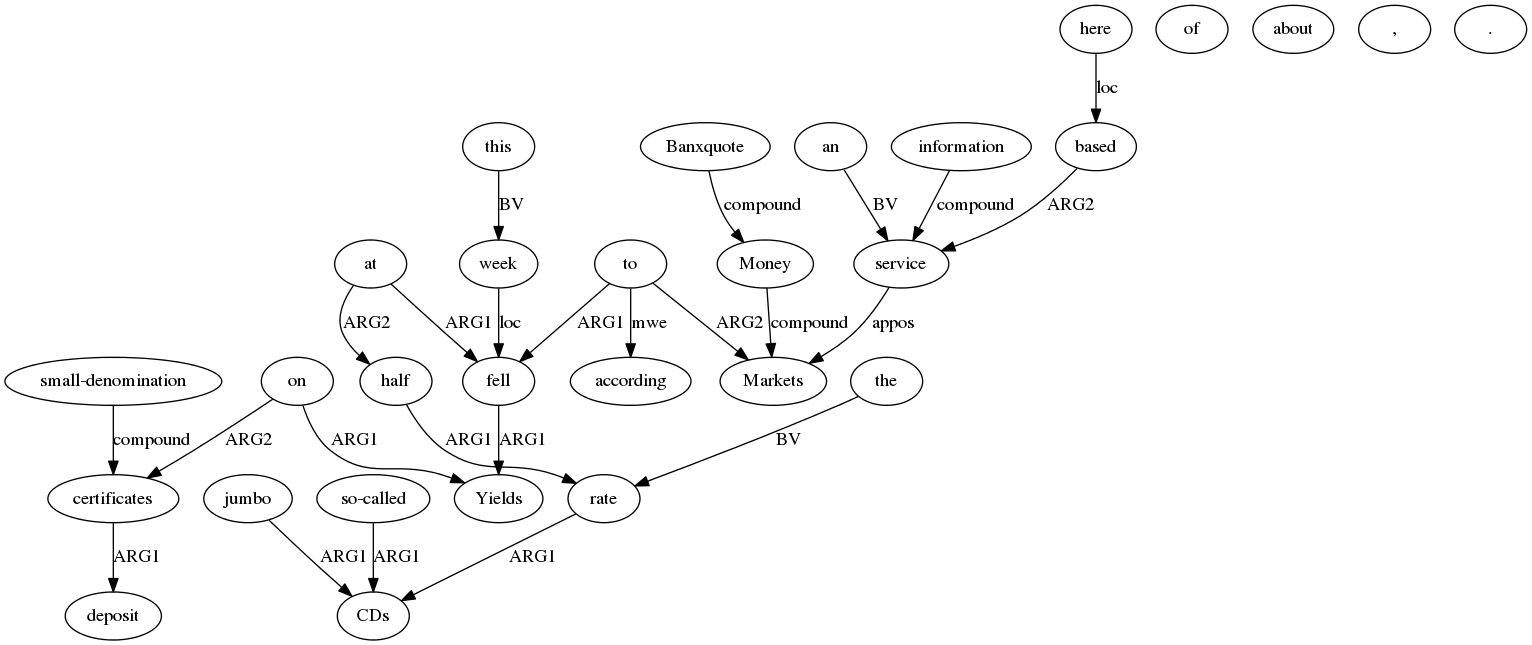 here of about , .
loc
this Banxquote an information based
BV compound BV compound ARG2
at week to Money service
ARG2 ARG1 loc ARG1 mwe ARG2 compound appos
small-denomination on half fell according Markets the
compound ARG2 ARG1 ARG1 ARG1 BV
certificates jumbo so-called Yields rate
ARG1 ARG1 ARG1 ARG1
deposit CDs